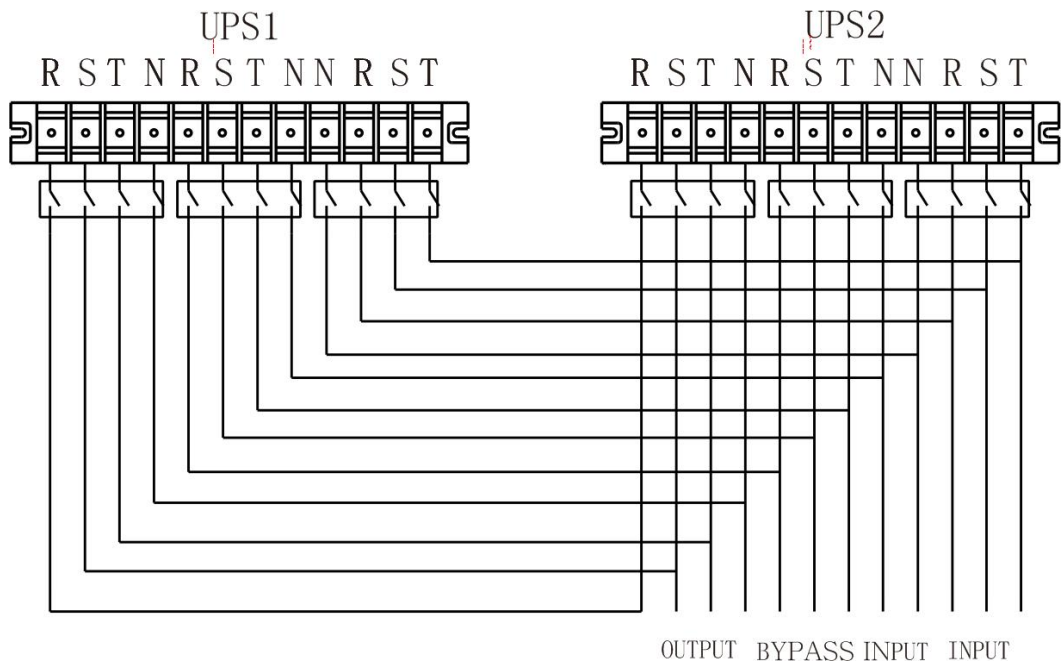 UPS1 UPS2
R S T N R S T N N R S T R S T N R S T N N R S T
OUTPUT BYPASS INPUT INPUT